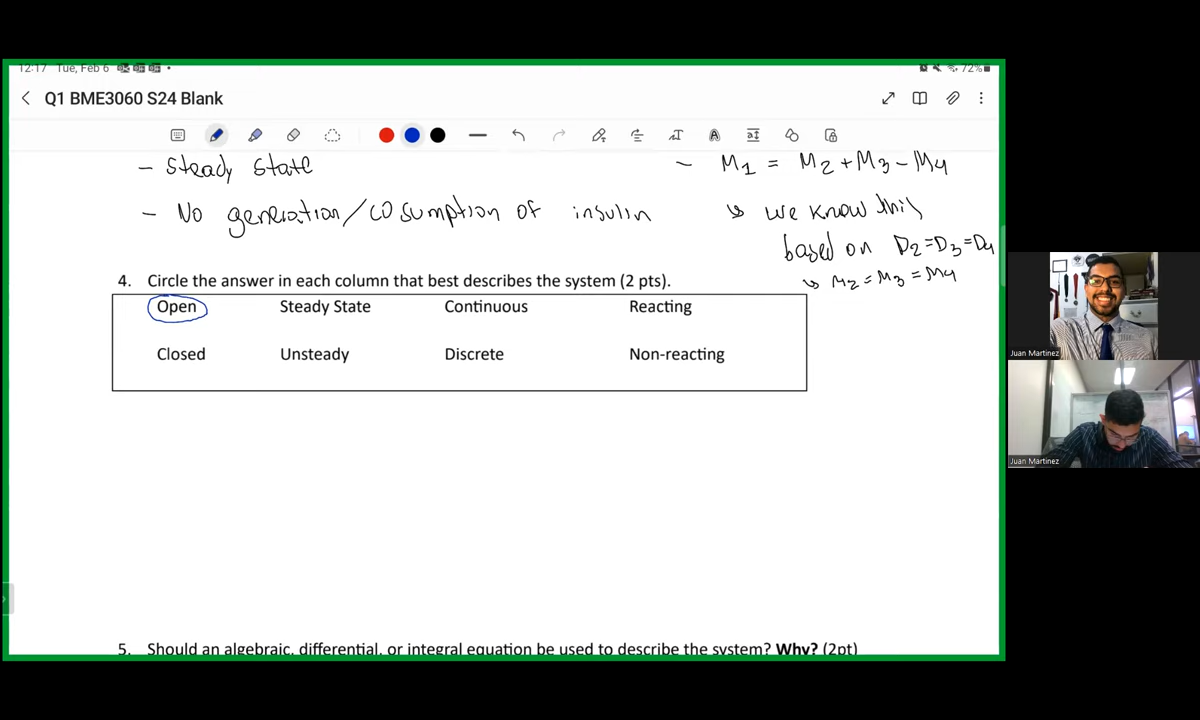 12:17 Tue, Feb 6 72%
Q1 BME3060 S24 Blank
- Steady State
- No generation/cosumption of insulin
- M1 = M2 + M3 - M4
↳ we know this
based on D2=D3=D4
↳ M2 = M3 = M4
4. Circle the answer in each column that best describes the system (2 pts).
Open Steady State Continuous Reacting
Closed Unsteady Discrete Non-reacting
5. Should an algebraic, differential, or integral equation be used to describe the system? Why? (2pt)
Juan Martinez
Juan Martinez